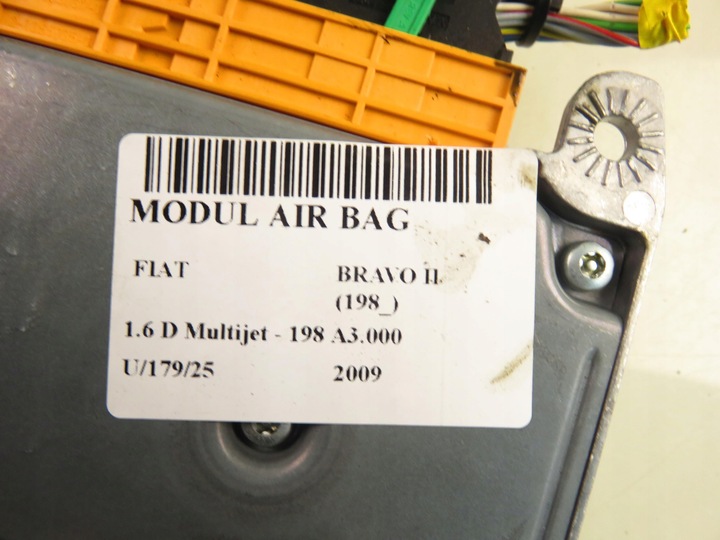 MODUL AIR BAG
FIAT BRAVO II
(198_)
1.6 D Multijet - 198 A3.000
U/179/25 2009